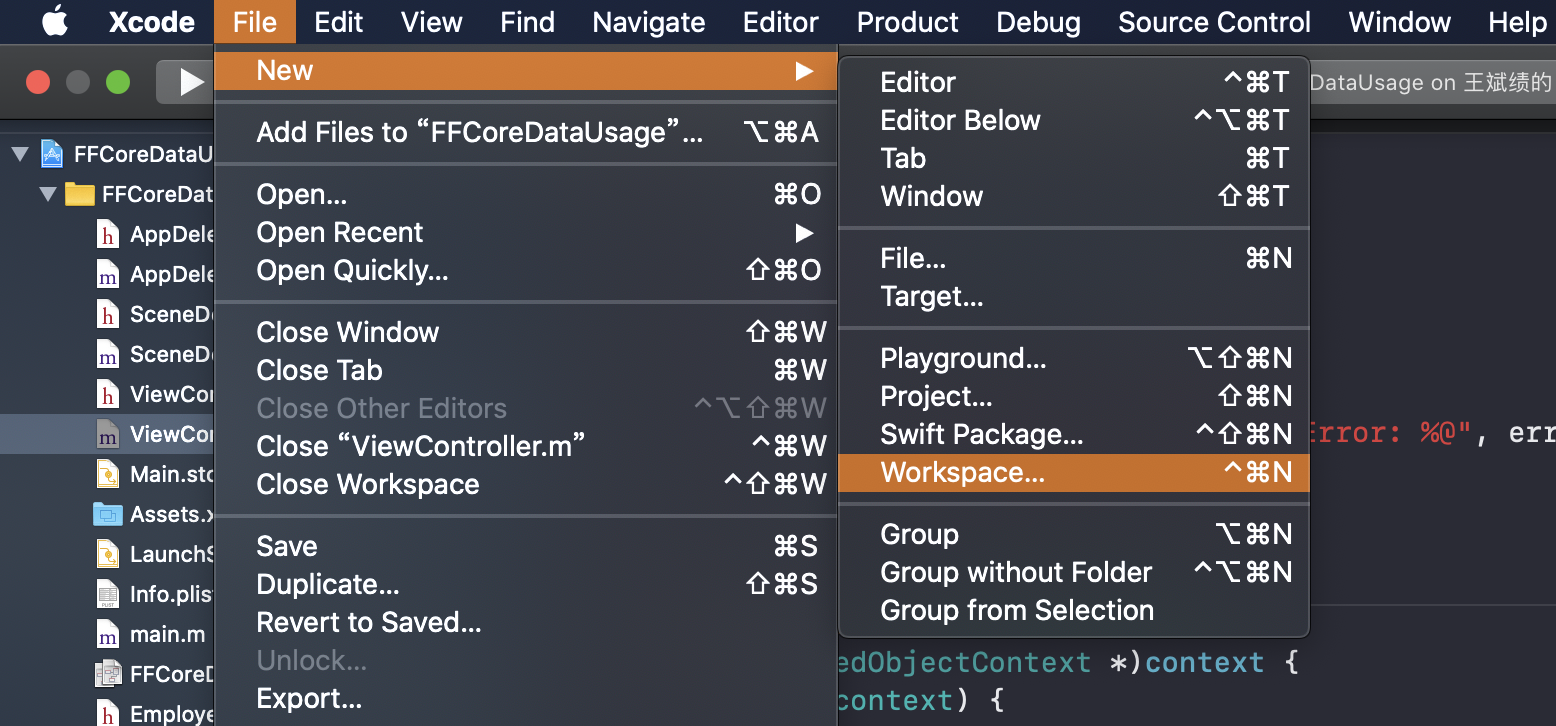 Xcode File Edit View Find Navigate Editor Product Debug Source Control Window Help
DataUsage on 王斌绩的
FFCoreDataU
FFCoreDat
h AppDele
m AppDele
h SceneDe
m SceneDe
h ViewCor
m ViewCor
Main.sto
Assets.x
LaunchS
Info.plis
m main.m
FFCoreD
h Employe
New
Add Files to “FFCoreDataUsage”... ⌥⌘A
Open... ⌘O
Open Recent
Open Quickly... ⇧⌘O
Close Window ⇧⌘W
Close Tab ⌘W
Close Other Editors ^⌥⇧⌘W
Close “ViewController.m” ^⌘W
Close Workspace ^⇧⌘W
Save ⌘S
Duplicate... ⇧⌘S
Revert to Saved...
Unlock...
Export...
Editor ^⌘T
Editor Below ^⌥⌘T
Tab ⌘T
Window ⇧⌘T
File... ⌘N
Target...
Playground... ⌥⇧⌘N
Project... ⇧⌘N
Swift Package... ^⇧⌘N
Workspace... ^⌘N
Group ⌥⌘N
Group without Folder ^⌥⌘N
Group from Selection
Error: %@", err
edObjectContext *)context {
context) {